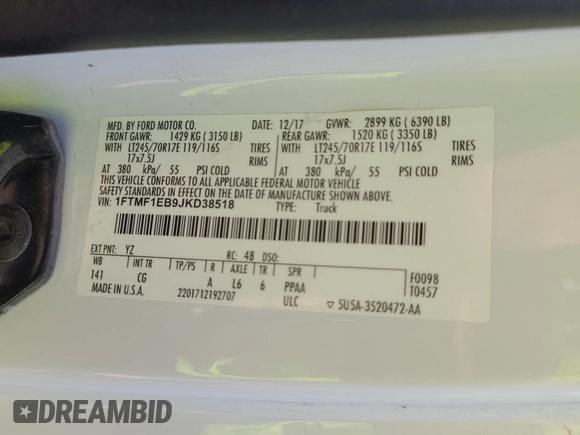 MFD. BY FORD MOTOR CO. DATE: 12/17 GVWR: 2899 KG ( 6390 LB)
FRONT GAWR: 1429 KG ( 3150 LB) REAR GAWR: 1520 KG ( 3350 LB)
WITH LT245/70R17E 119/116S TIRES WITH LT245/70R17E 119/116S TIRES
17x7.5J RIMS 17x7.5J RIMS
AT 380 kPa/ 55 PSI COLD AT 380 kPa/ 55 PSI COLD
THIS VEHICLE CONFORMS TO ALL APPLICABLE FEDERAL MOTOR VEHICLE
SAFETY STANDARDS IN EFFECT ON THE DATE OF MANUFACTURE SHOWN ABOVE.
VIN: 1FTMF1EB9JKD38518 TYPE: Truck
EXT PNT: YZ RC: 48 DSO:
WB INT TR TP/PS R AXLE TR SPR F0098
141 CG A L6 6 PPAA T0457
MADE IN U.S.A. 2201712192707 ULC ▽ 5U5A-3520472-AA
DREAMBID